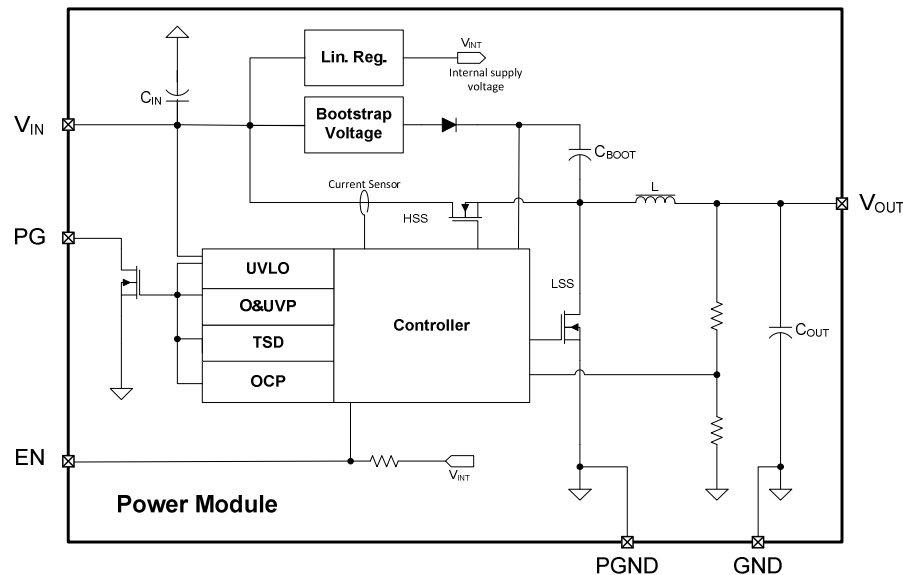 Lin. Reg.
VINT
Internal supply
voltage
CIN
VIN
Bootstrap
Voltage
CBOOT
Current Sensor
L
VOUT
HSS
PG
UVLO
LSS
O&UVP
Controller
COUT
TSD
OCP
EN
VINT
Power Module
PGND
GND